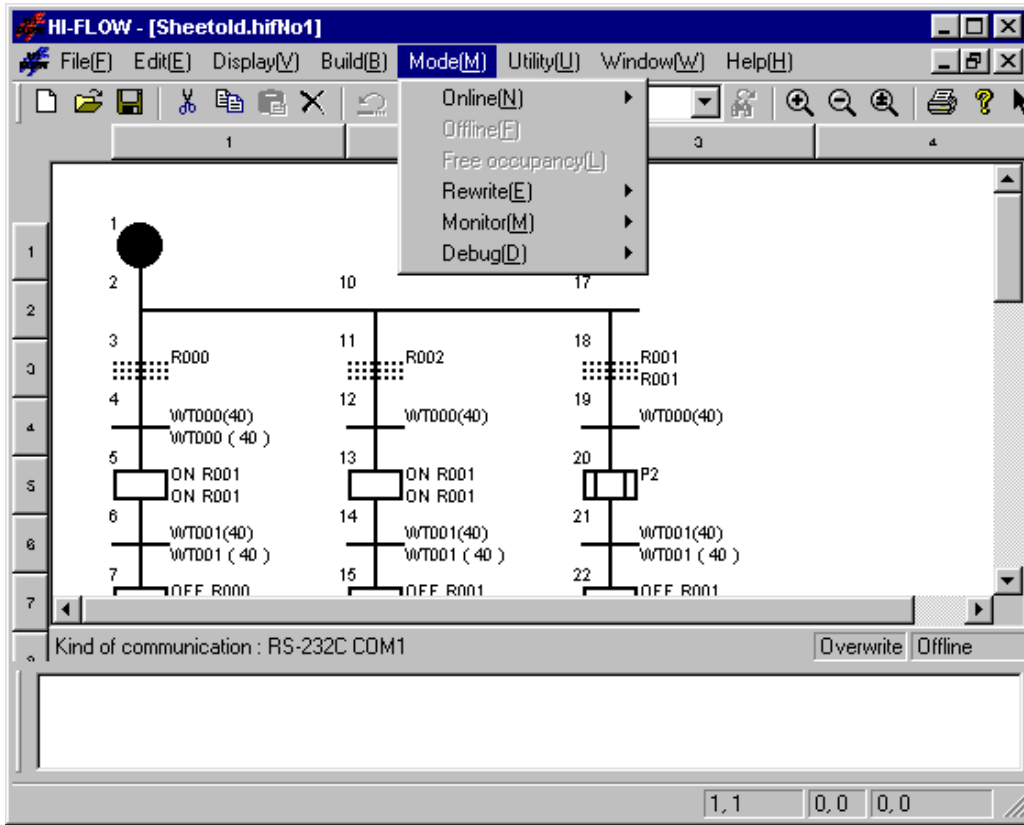 HI-FLOW - [Sheetold.hifNo1]
File(F) Edit(E) Display(V) Build(B) Mode(M) Utility(U) Window(W) Help(H)
Online(N)
Offline(F)
Free occupancy(L)
Rewrite(E)
Monitor(M)
Debug(D)
1 3 4
1
2
3
4
5
6
7
1
2 10 17
3 R000 11 R002 18 R001
R001
4 WT000(40) 12 WT000(40) 19 WT000(40)
WT000 ( 40 )
5 ON R001 13 ON R001 20 P2
ON R001 ON R001
6 WT001(40) 14 WT001(40) 21 WT001(40)
WT001 ( 40 ) WT001 ( 40 ) WT001 ( 40 )
7 OFF R000 15 OFF R001 22 OFF R001
Kind of communication : RS-232C COM1 Overwrite Offline
1, 1 0, 0 0, 0